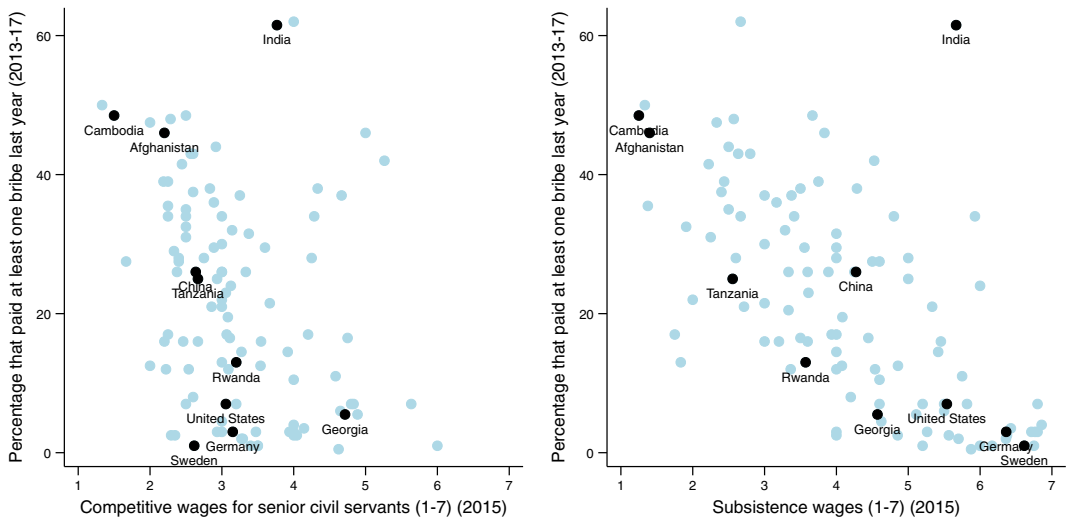 Percentage that paid at least one bribe last year (2013-17)
60
40
20
0
India
Cambodia
Afghanistan
China
Tanzania
Rwanda
United States
Georgia
Germany
Sweden
1 2 3 4 5 6 7
Competitive wages for senior civil servants (1-7) (2015)
Percentage that paid at least one bribe last year (2013-17)
60
40
20
0
India
Cambodia
Afghanistan
Tanzania
China
Rwanda
Georgia
United States
Germany
Sweden
1 2 3 4 5 6 7
Subsistence wages (1-7) (2015)